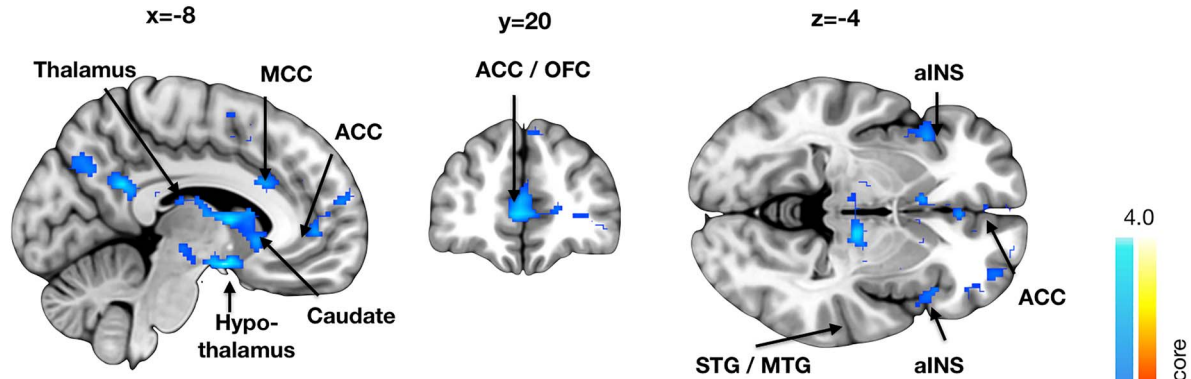 x=-8
y=20
z=-4
Thalamus
MCC
ACC
ACC / OFC
aINS
4.0
Hypo-
thalamus
Caudate
STG / MTG
aINS
ACC
core